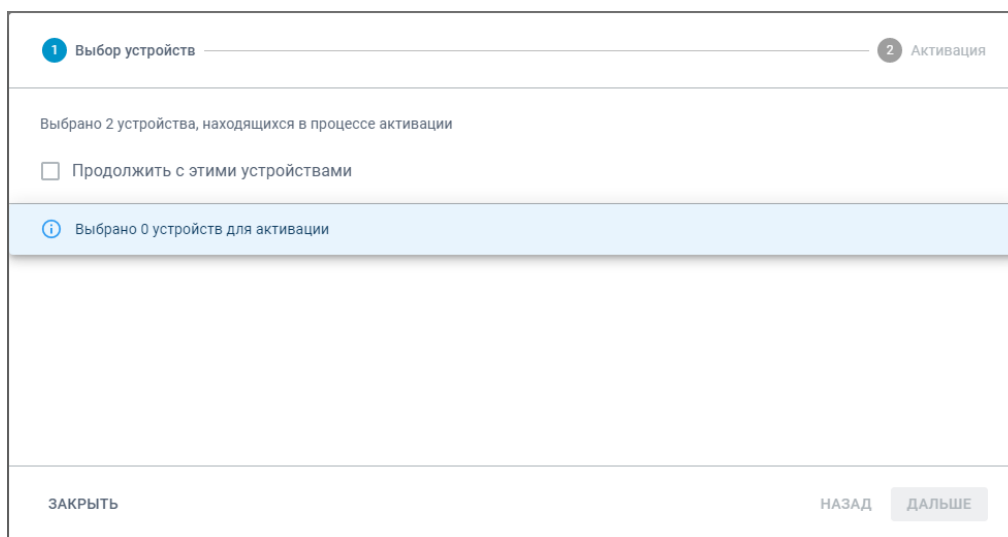 1 Выбор устройств
2 Активация
Выбрано 2 устройства, находящихся в процессе активации
Продолжить с этими устройствами
Выбрано 0 устройств для активации
ЗАКРЫТЬ
НАЗАД
ДАЛЬШЕ